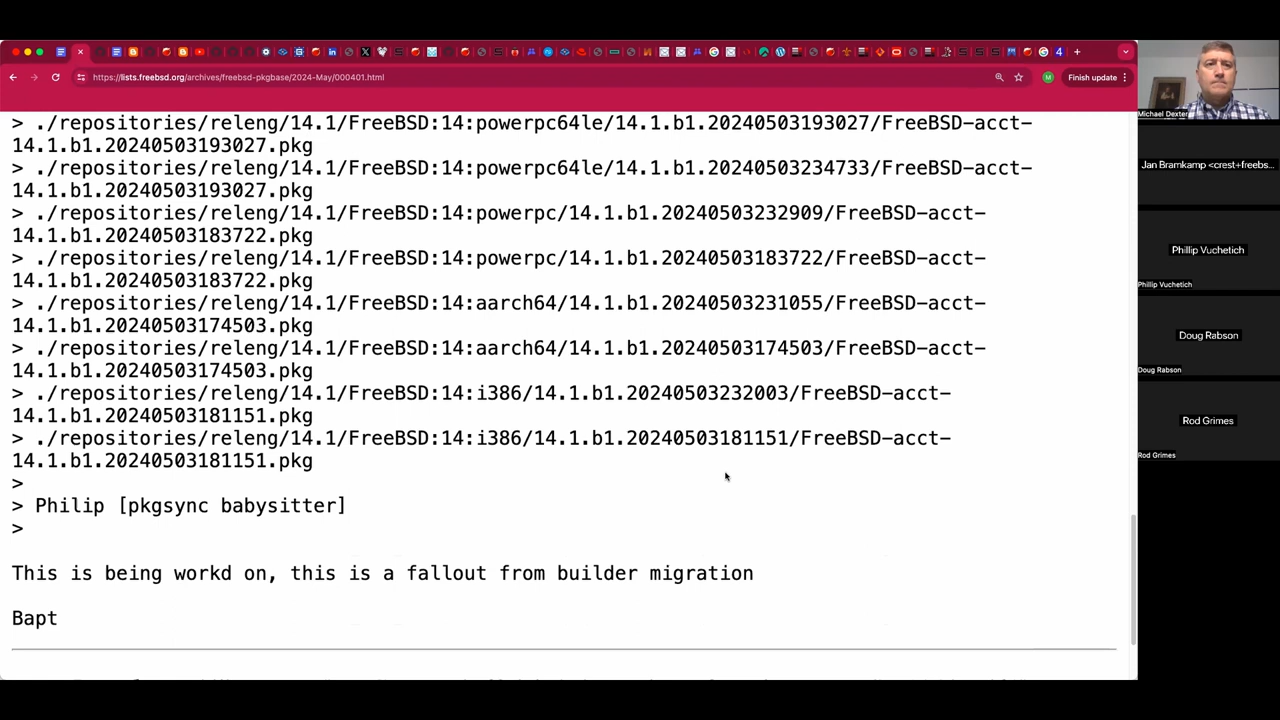 https://lists.freebsd.org/archives/freebsd-pkgbase/2024-May/000401.html
M
Finish update
> ./repositories/releng/14.1/FreeBSD:14:powerpc64le/14.1.b1.20240503193027/FreeBSD-acct-
14.1.b1.20240503193027.pkg
> ./repositories/releng/14.1/FreeBSD:14:powerpc64le/14.1.b1.20240503234733/FreeBSD-acct-
14.1.b1.20240503193027.pkg
> ./repositories/releng/14.1/FreeBSD:14:powerpc/14.1.b1.20240503232909/FreeBSD-acct-
14.1.b1.20240503183722.pkg
> ./repositories/releng/14.1/FreeBSD:14:powerpc/14.1.b1.20240503183722/FreeBSD-acct-
14.1.b1.20240503183722.pkg
> ./repositories/releng/14.1/FreeBSD:14:aarch64/14.1.b1.20240503231055/FreeBSD-acct-
14.1.b1.20240503174503.pkg
> ./repositories/releng/14.1/FreeBSD:14:aarch64/14.1.b1.20240503174503/FreeBSD-acct-
14.1.b1.20240503174503.pkg
> ./repositories/releng/14.1/FreeBSD:14:i386/14.1.b1.20240503232003/FreeBSD-acct-
14.1.b1.20240503181151.pkg
> ./repositories/releng/14.1/FreeBSD:14:i386/14.1.b1.20240503181151/FreeBSD-acct-
14.1.b1.20240503181151.pkg
>
> Philip [pkgsync babysitter]
>
This is being workd on, this is a fallout from builder migration
Bapt
Michael Dexter
Jan Bramkamp <crest+freebs...
Phillip Vuchetich
Phillip Vuchetich
Doug Rabson
Doug Rabson
Rod Grimes
Rod Grimes